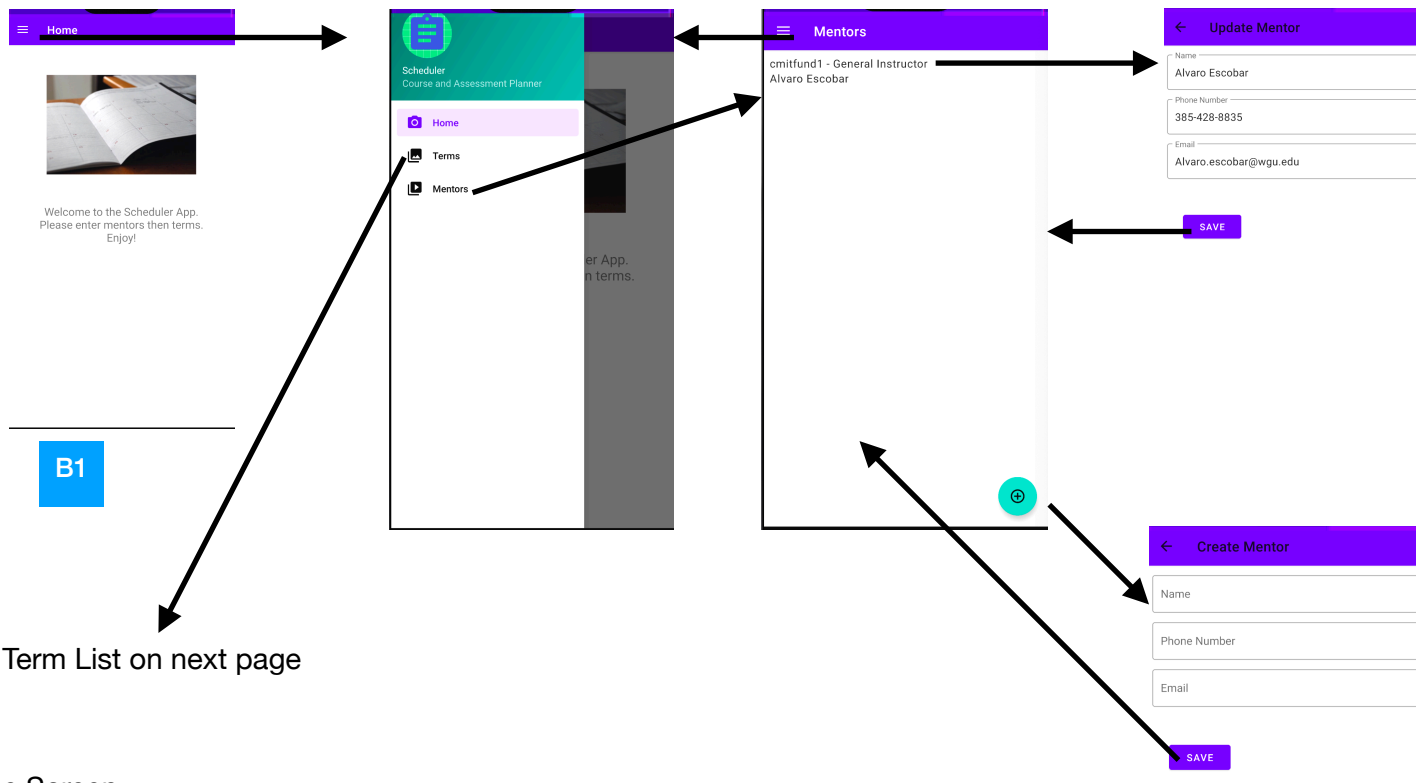 Home
Welcome to the Scheduler App.
Please enter mentors then terms.
Enjoy!
B1
Scheduler
Course and Assessment Planner
Home
Terms
Mentors
er App.
n terms.
Mentors
cmitfund1 - General Instructor
Alvaro Escobar
Update Mentor
Name
Alvaro Escobar
Phone Number
385-428-8835
Email
Alvaro.escobar@wgu.edu
SAVE
Create Mentor
Name
Phone Number
Email
SAVE
Term List on next page